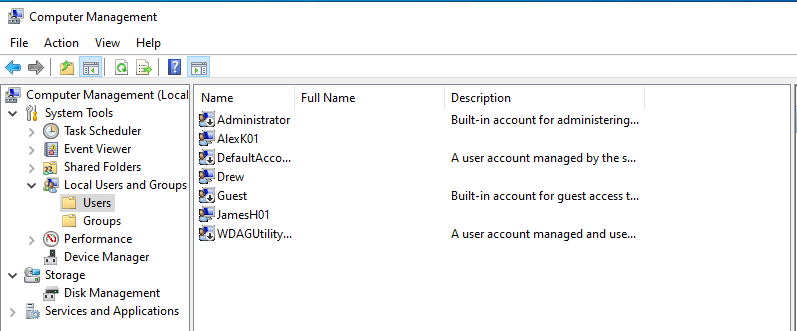 Computer Management
File Action View Help
Computer Management (Local
System Tools
Task Scheduler
Event Viewer
Shared Folders
Local Users and Groups
Users
Groups
Performance
Device Manager
Storage
Disk Management
Services and Applications
Name Full Name Description
Administrator Built-in account for administering...
AlexK01
DefaultAcco... A user account managed by the s...
Drew
Guest Built-in account for guest access t...
JamesH01
WDAGUtility... A user account managed and use...